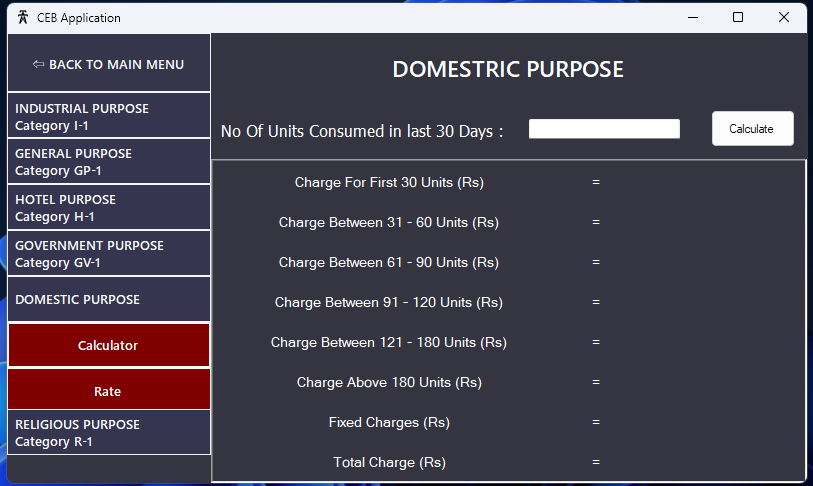 CEB Application
⇦ BACK TO MAIN MENU
INDUSTRIAL PURPOSE
Category I-1
GENERAL PURPOSE
Category GP-1
HOTEL PURPOSE
Category H-1
GOVERNMENT PURPOSE
Category GV-1
DOMESTIC PURPOSE
Calculator
Rate
RELIGIOUS PURPOSE
Category R-1
DOMESTRIC PURPOSE
No Of Units Consumed in last 30 Days :
Calculate
Charge For First 30 Units (Rs) =
Charge Between 31 - 60 Units (Rs) =
Charge Between 61 - 90 Units (Rs) =
Charge Between 91 - 120 Units (Rs) =
Charge Between 121 - 180 Units (Rs) =
Charge Above 180 Units (Rs) =
Fixed Charges (Rs) =
Total Charge (Rs) =